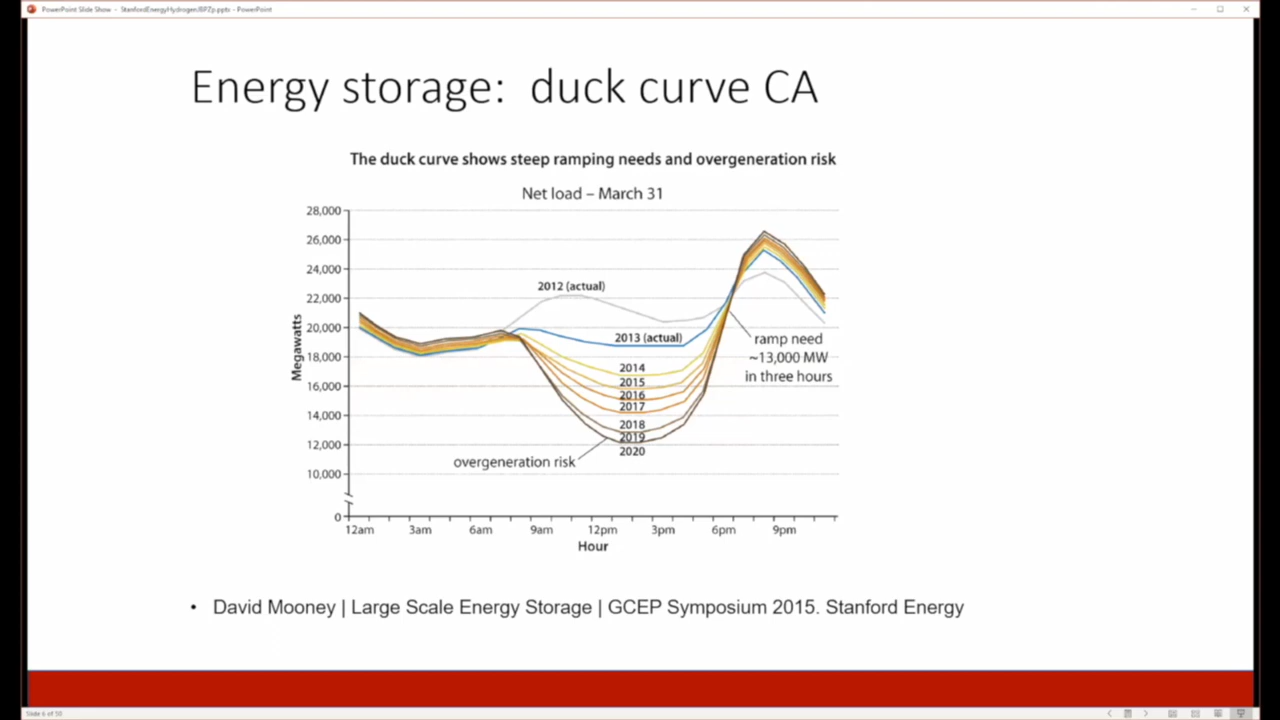 PowerPoint Slide Show - StanfordEnergyHydrogenJBPZp.pptx - PowerPoint
Energy storage: duck curve CA
The duck curve shows steep ramping needs and overgeneration risk
Net load – March 31
Megawatts
28,000
26,000
24,000
22,000
20,000
18,000
16,000
14,000
12,000
10,000
0
2012 (actual)
2013 (actual)
2014
2015
2016
2017
2018
2019
2020
overgeneration risk
ramp need
~13,000 MW
in three hours
12am 3am 6am 9am 12pm 3pm 6pm 9pm
Hour
• David Mooney | Large Scale Energy Storage | GCEP Symposium 2015. Stanford Energy